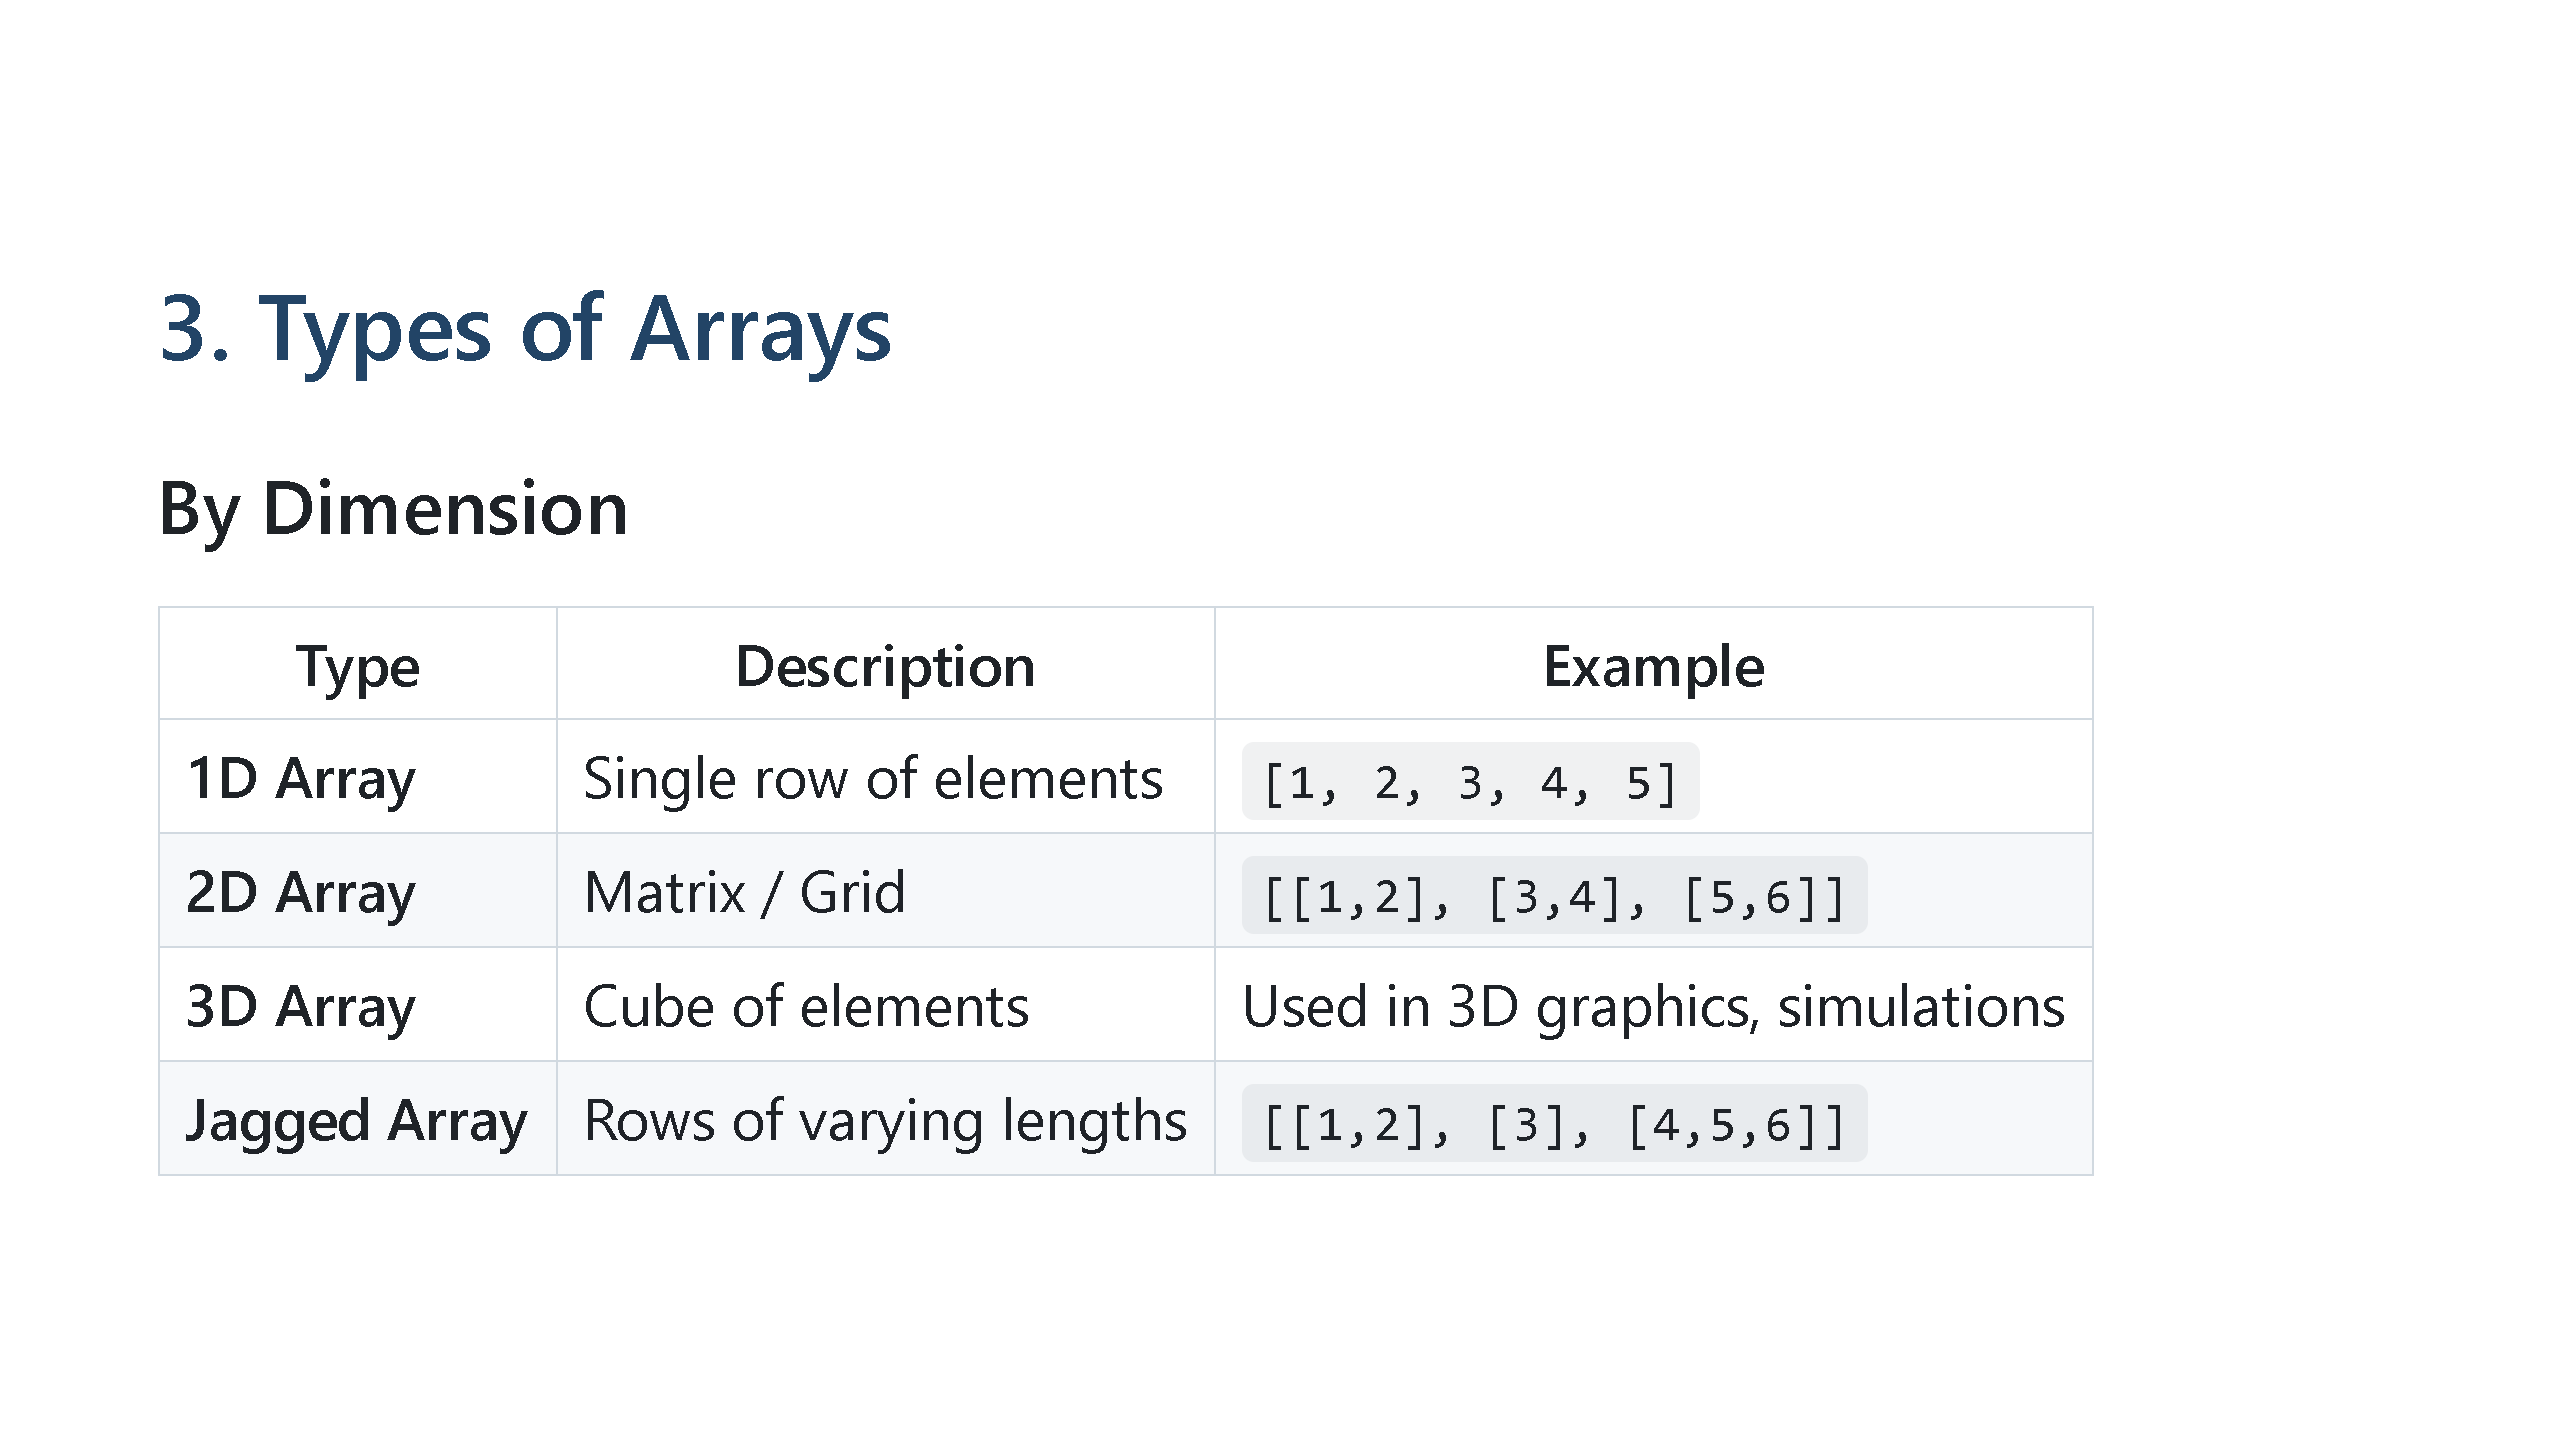 3. Types of Arrays
By Dimension
Type Description Example
1D Array Single row of elements [1, 2, 3, 4, 5]
2D Array Matrix / Grid [[1,2], [3,4], [5,6]]
3D Array Cube of elements Used in 3D graphics, simulations
Jagged Array Rows of varying lengths [[1,2], [3], [4,5,6]]